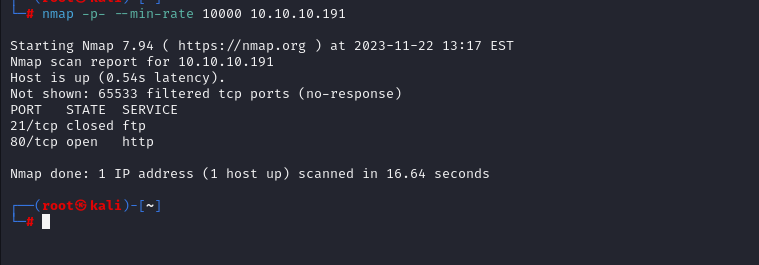 (root㉿kali)-[~]
└─# nmap -p- --min-rate 10000 10.10.10.191
Starting Nmap 7.94 ( https://nmap.org ) at 2023-11-22 13:17 EST
Nmap scan report for 10.10.10.191
Host is up (0.54s latency).
Not shown: 65533 filtered tcp ports (no-response)
PORT   STATE  SERVICE
21/tcp closed ftp
80/tcp open   http
Nmap done: 1 IP address (1 host up) scanned in 16.64 seconds
┌──(root㉿kali)-[~]
└─#